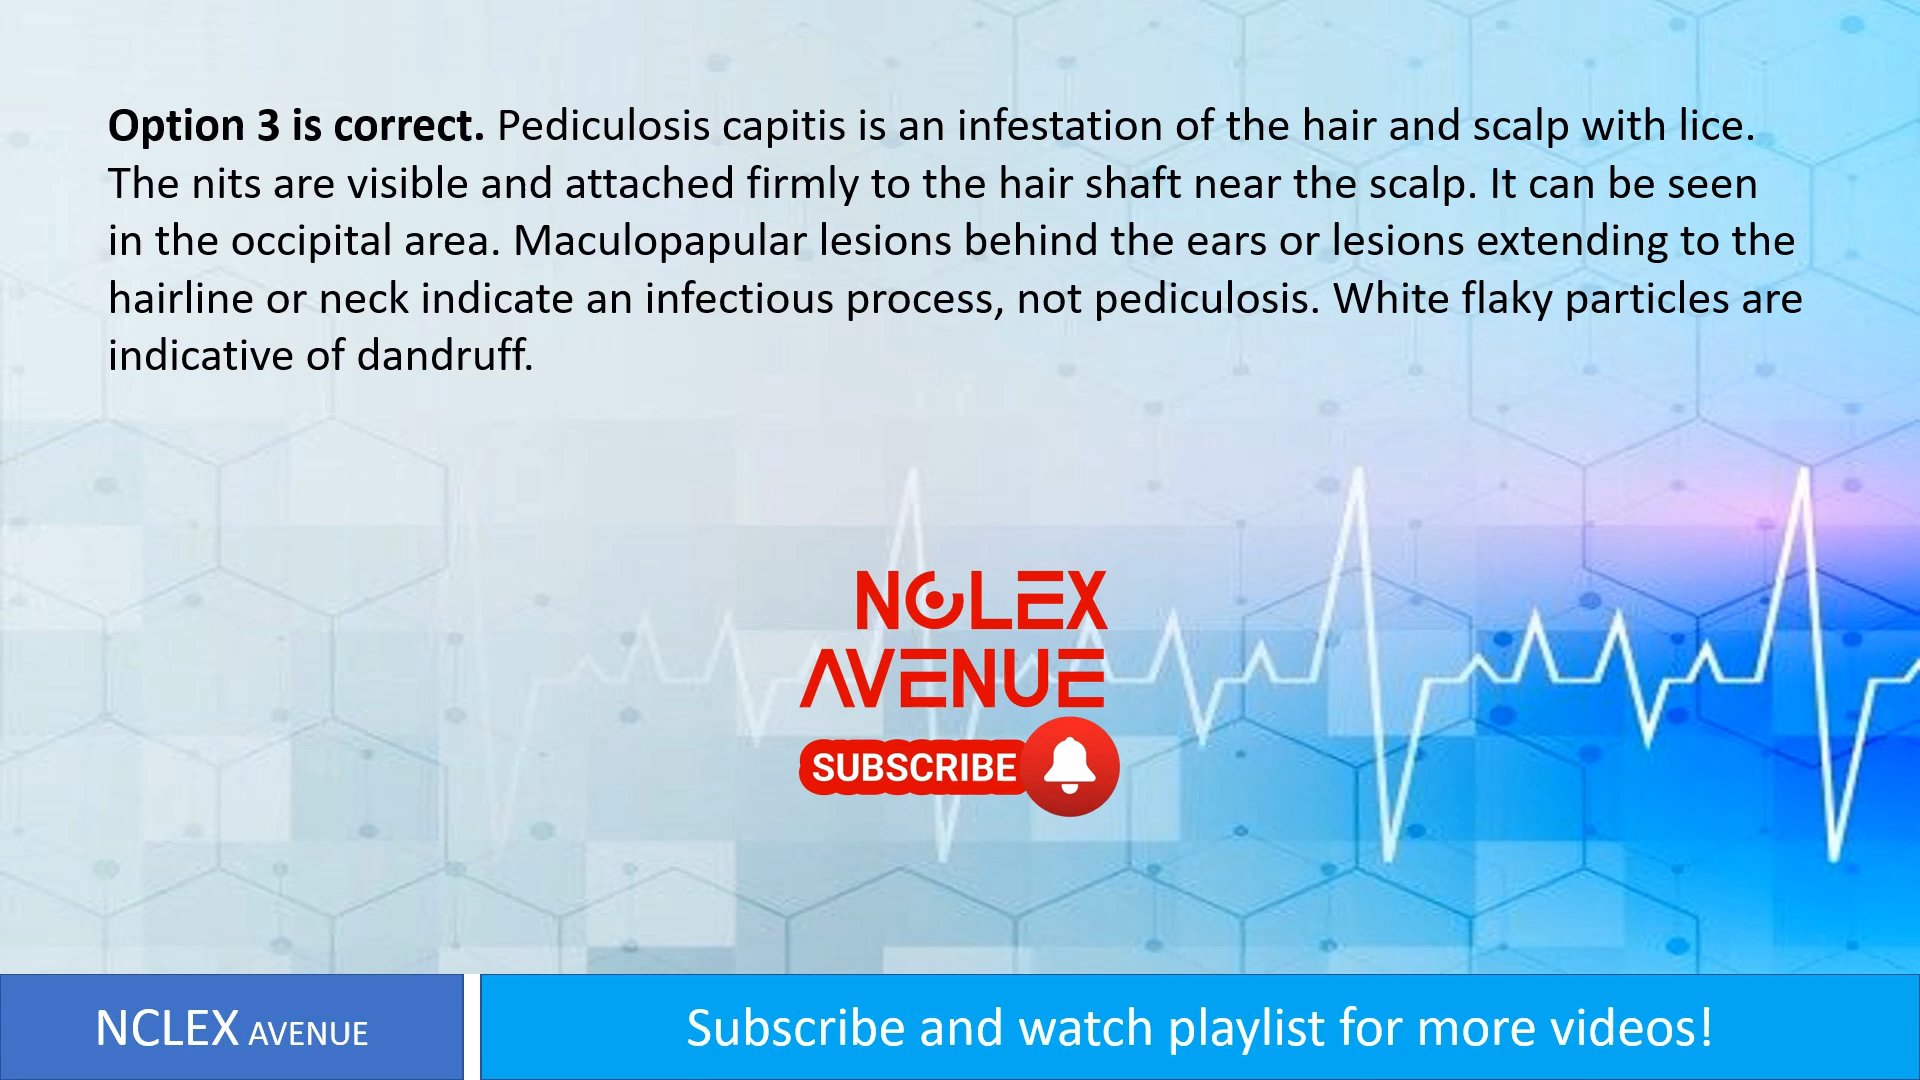 Option 3 is correct. Pediculosis capitis is an infestation of the hair and scalp with lice.
The nits are visible and attached firmly to the hair shaft near the scalp. It can be seen
in the occipital area. Maculopapular lesions behind the ears or lesions extending to the
hairline or neck indicate an infectious process, not pediculosis. White flaky particles are
indicative of dandruff.
NCLEX
AVENUE
SUBSCRIBE
NCLEX AVENUE
Subscribe and watch playlist for more videos!